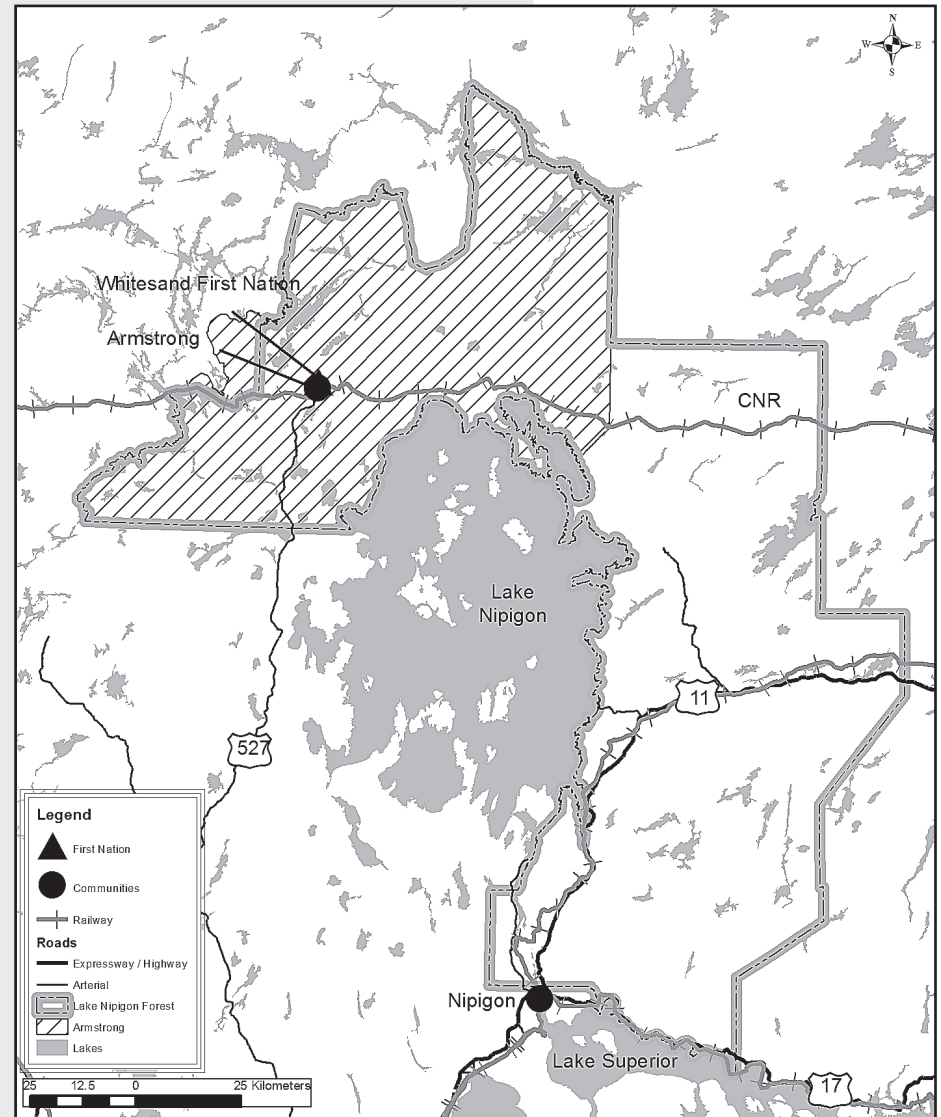 N
W E
S
Whitesand First Nation
Armstrong
CNR
Lake
Nipigon
11
527
Legend
First Nation
Communities
Railway
Roads
Expressway / Highway
Arterial
Lake Nipigon Forest
Armstrong
Lakes
Nipigon
Lake Superior
17
25 12.5 0 25 Kilometers